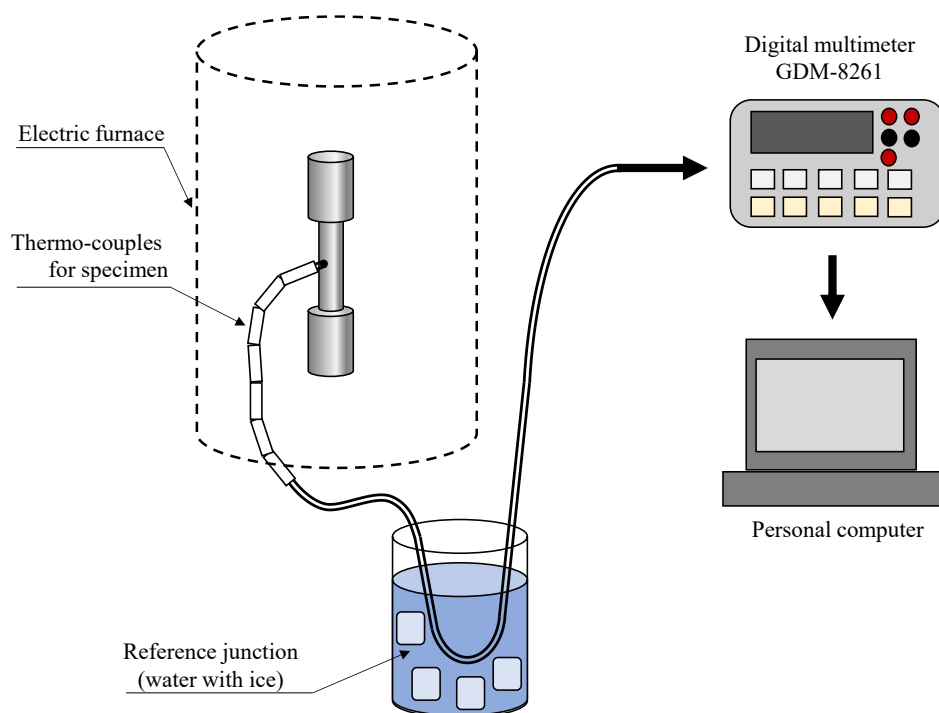 Digital multimeter
GDM-8261
Electric furnace
Thermo-couples
for specimen
Personal computer
Reference junction
(water with ice)